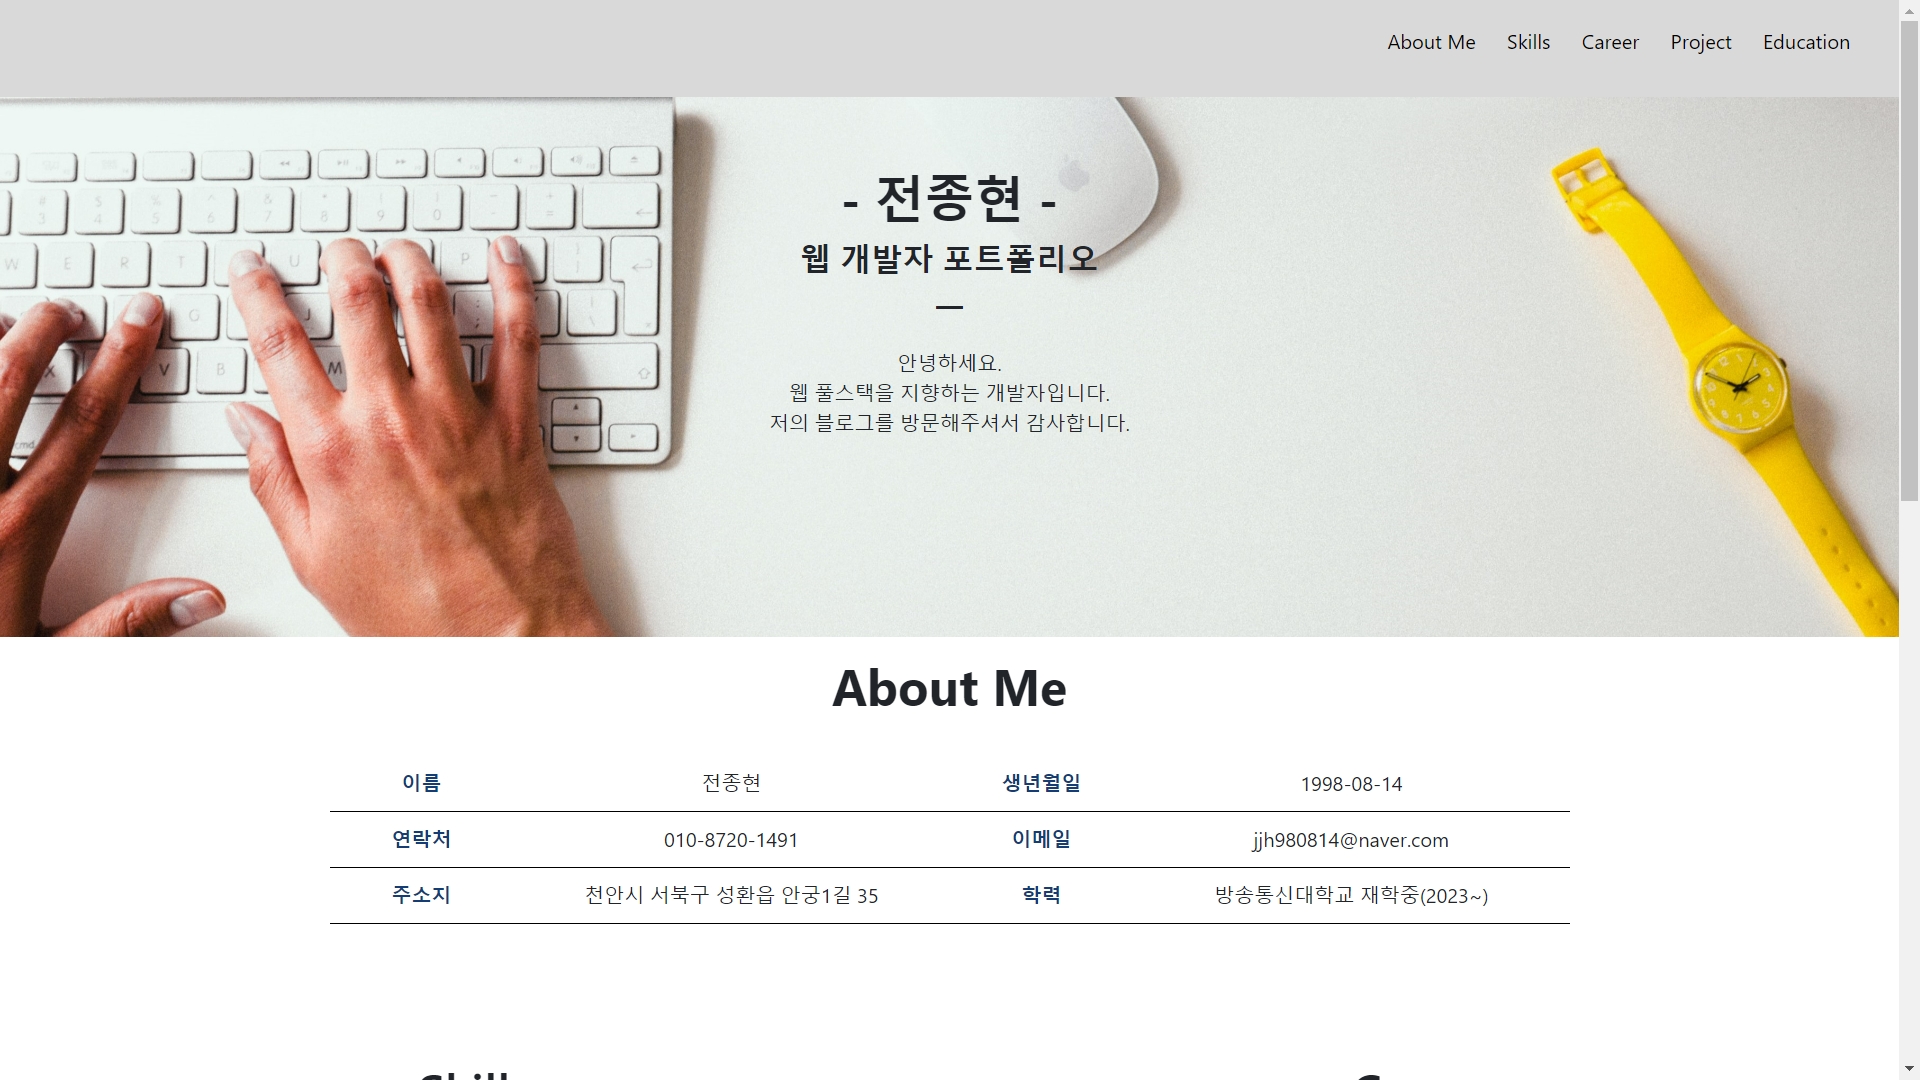 About Me Skills Career Project Education
- 전종현 -
웹 개발자 포트폴리오
안녕하세요.
웹 풀스택을 지향하는 개발자입니다.
저의 블로그를 방문해주셔서 감사합니다.
About Me
이름 전종현 생년월일 1998-08-14
연락처 010-8720-1491 이메일 jjh980814@naver.com
주소지 천안시 서북구 성환읍 안궁1길 35 학력 방송통신대학교 재학중(2023~)